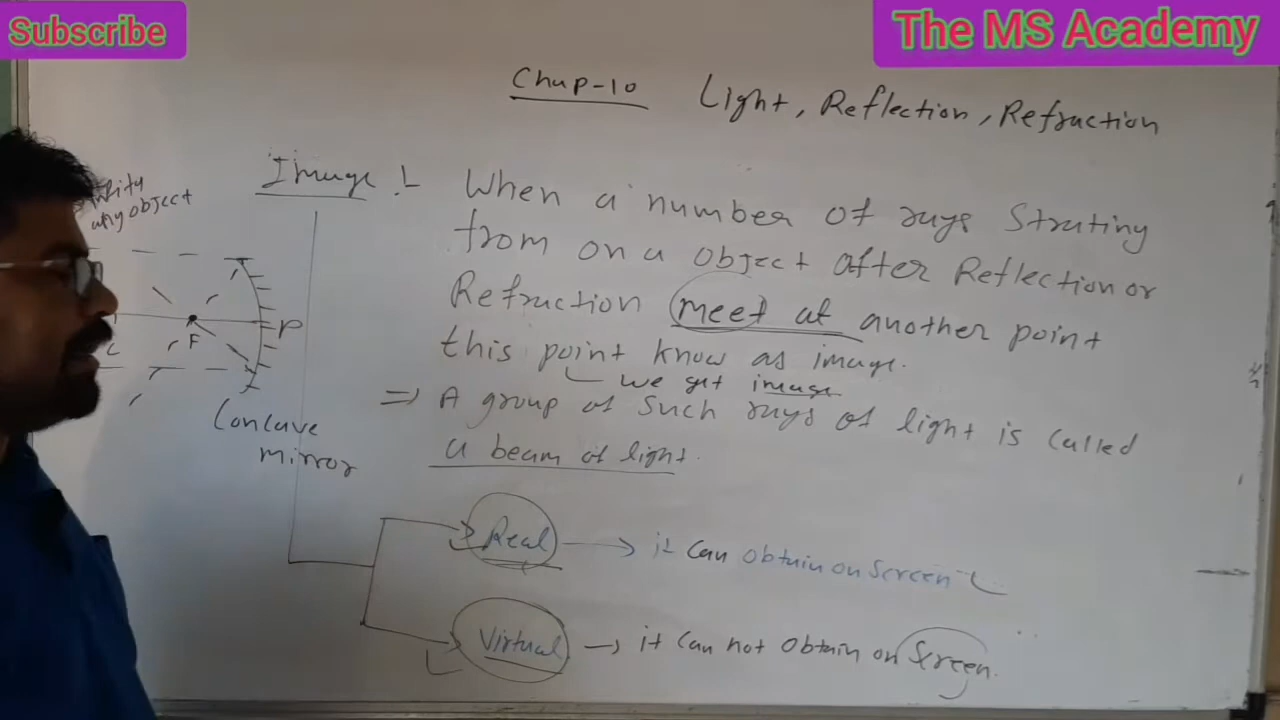 Subscribe
The MS Academy
Chap-10 Light, Reflection, Refraction
Image :- When a number of rays Strating
from on a object after Reflection or
Refraction meet at another point
this point know as image.
we get image
=> A group of Such rays of light is Called
a beam of light.
any object
F
P
C
Concave
mirror
Real → it Can Obtain on Screen
Virtual → it Can not Obtain on Screen.